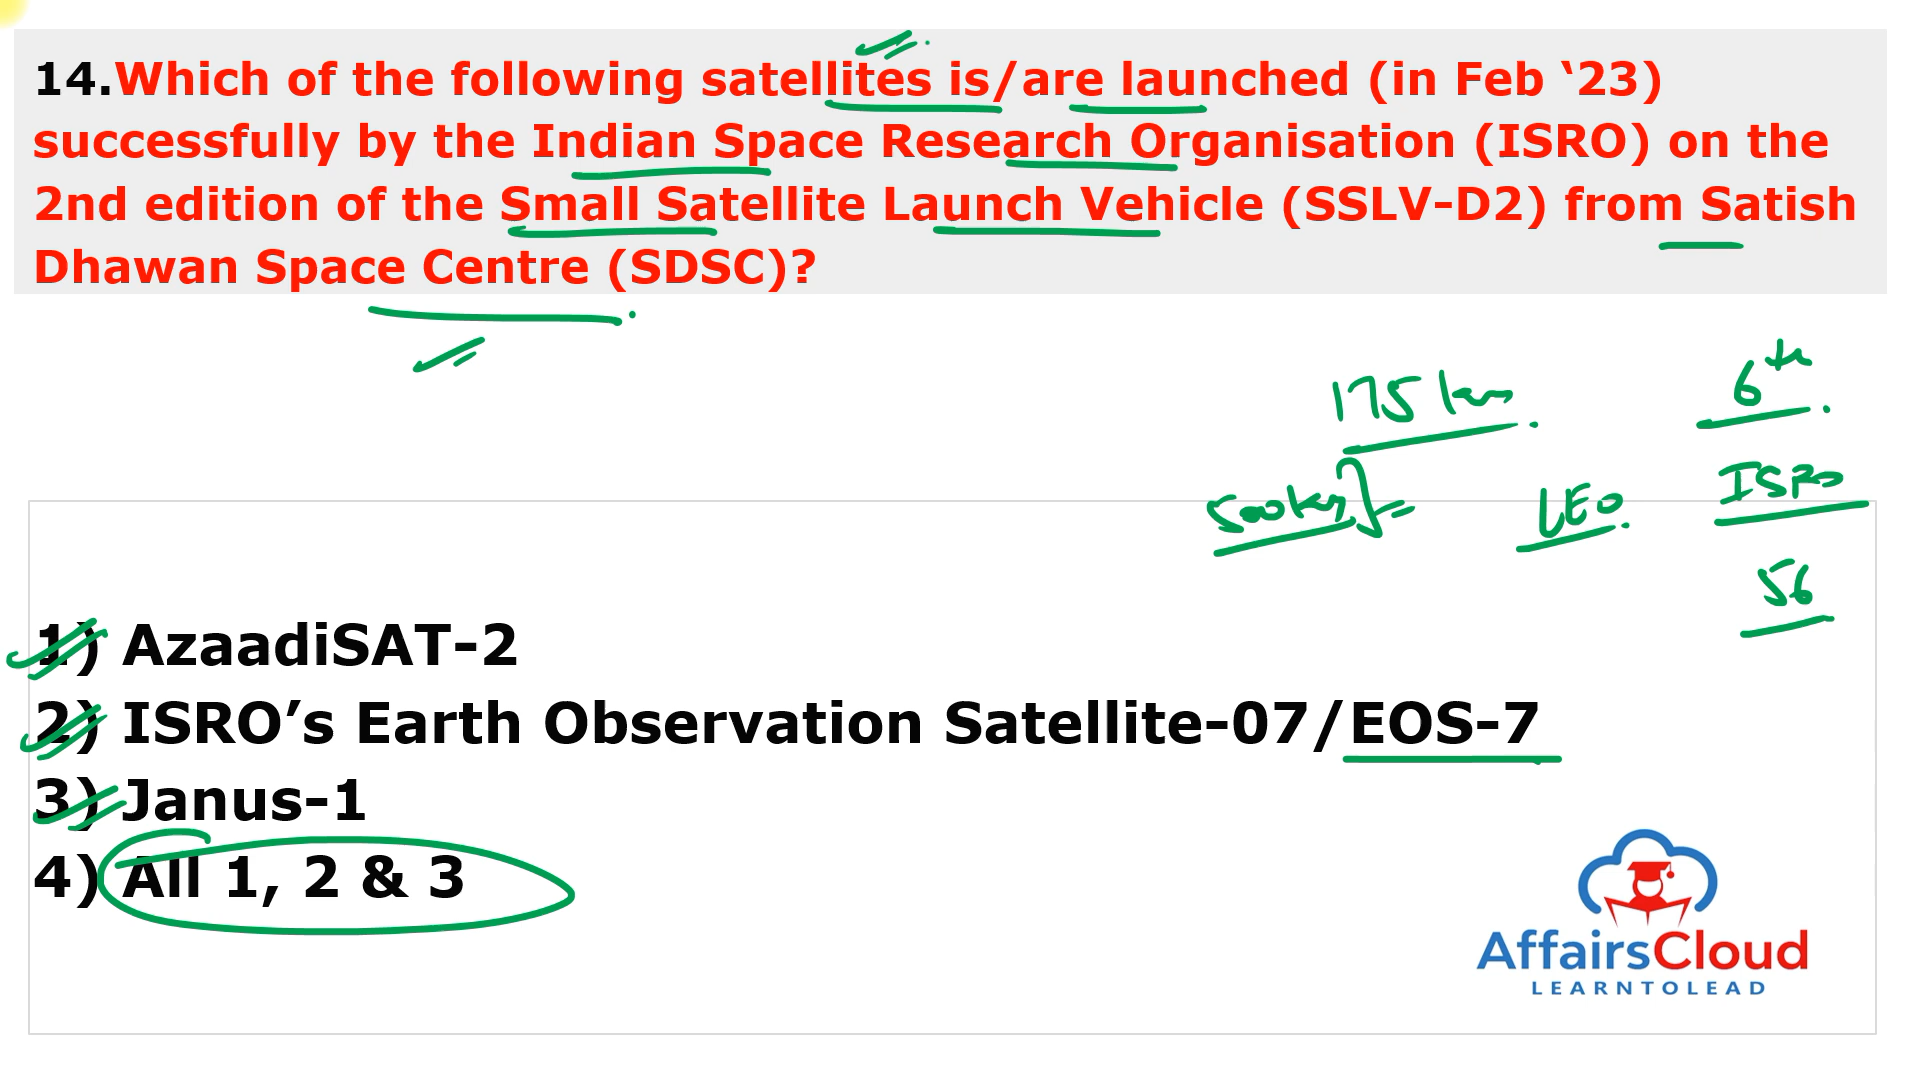 14.Which of the following satellites is/are launched (in Feb ‘23)
successfully by the Indian Space Research Organisation (ISRO) on the
2nd edition of the Small Satellite Launch Vehicle (SSLV-D2) from Satish
Dhawan Space Centre (SDSC)?
175 km
6th
500km
LEO
ISRO
56
1) AzaadiSAT-2
2) ISRO’s Earth Observation Satellite-07/EOS-7
3) Janus-1
4) All 1, 2 & 3
AffairsCloud
LEARNTOLEAD